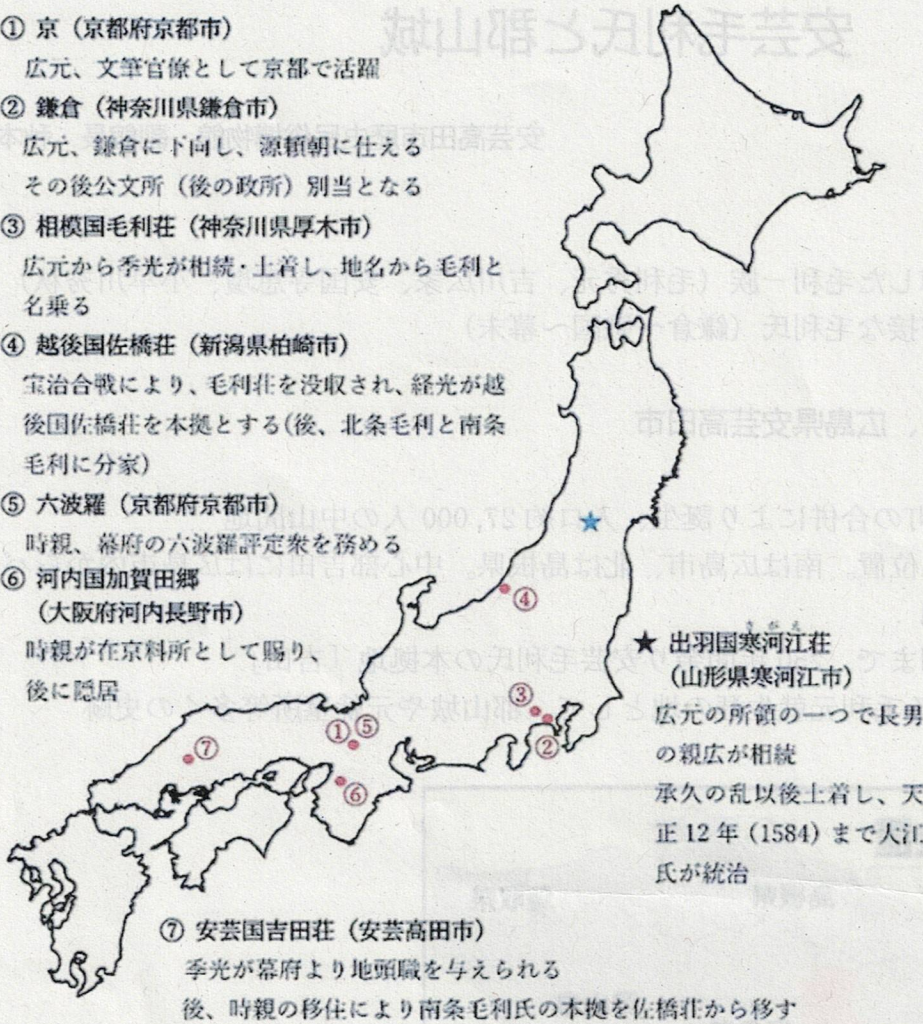 ① 京（京都府京都市）
広元、文筆官僚として京都で活躍
② 鎌倉（神奈川県鎌倉市）
広元、鎌倉に下向し、源頼朝に仕える
その後公文所（後の政所）別当となる
③ 相模国毛利荘（神奈川県厚木市）
広元から季光が相続・土着し、地名から毛利と
名乗る
④ 越後国佐橋荘（新潟県柏崎市）
宝治合戦により、毛利荘を没収され、経光が越
後国佐橋荘を本拠とする(後、北条毛利と南条
毛利に分家）
⑤ 六波羅（京都府京都市）
時親、幕府の六波羅評定衆を務める
⑥ 河内国加賀田郷
（大阪府河内長野市）
時親が在京料所として賜り、
後に隠居
④
③
②
①
⑤
⑥
⑦
★ 出羽国寒河江荘
（山形県寒河江市）
広元の所領の一つで長男
の親広が相続
承久の乱以後土着し、天
正12年（1584）まで大江
氏が統治
⑦ 安芸国吉田荘（安芸高田市）
季光が幕府より地頭職を与えられる
後、時親の移住により南条毛利氏の本拠を佐橋荘から移す